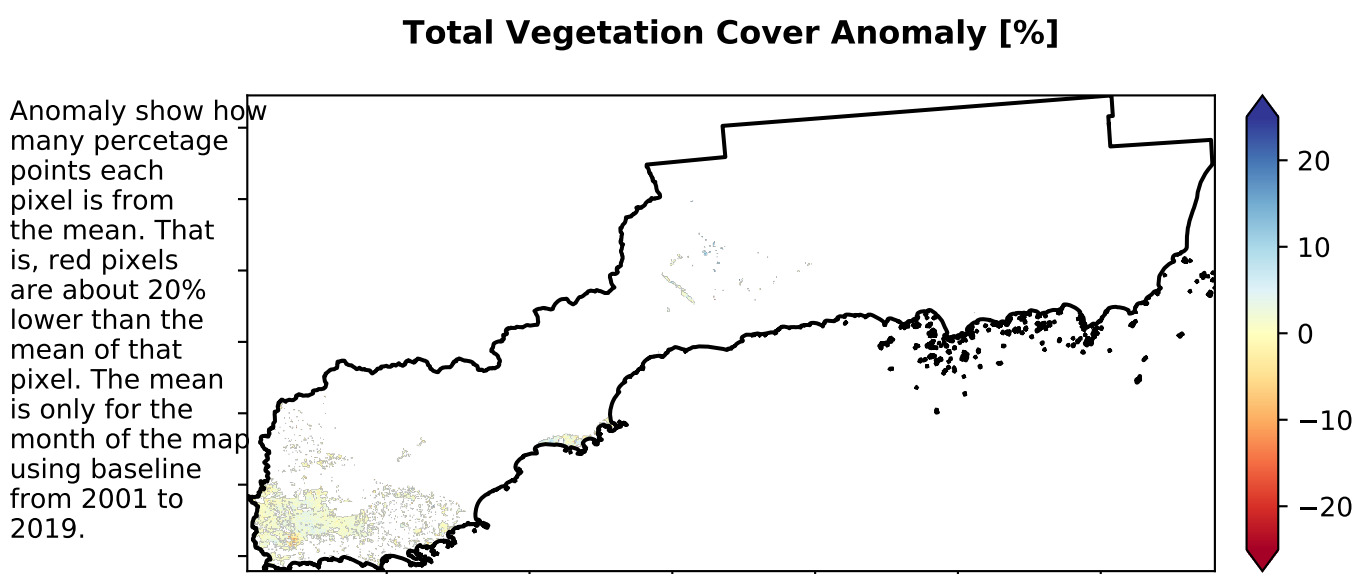 Total Vegetation Cover Anomaly [%]
Anomaly show how
many percetage
points each
pixel is from
the mean. That
is, red pixels
are about 20%
lower than the
mean of that
pixel. The mean
is only for the
month of the map
using baseline
from 2001 to
2019.
20
10
0
−10
−20